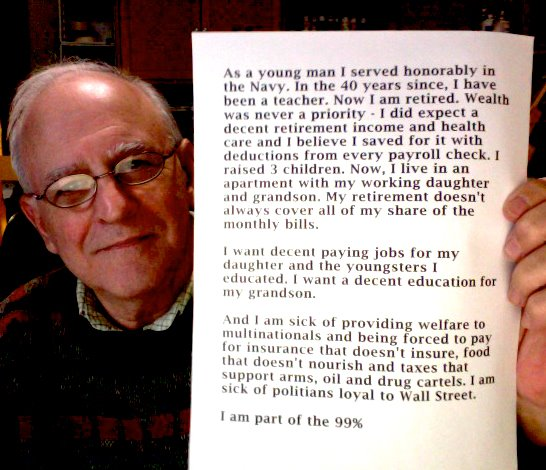 As a young man I served honorably in
the Navy. In the 40 years since, I have
been a teacher. Now I am retired. Wealth
was never a priority - I did expect a
decent retirement income and health
care and I believe I saved for it with
deductions from every payroll check. I
raised 3 children. Now, I live in an
apartment with my working daughter
and grandson. My retirement doesn't
always cover all of my share of the
monthly bills.
I want decent paying jobs for my
daughter and the youngsters I
educated. I want a decent education for
my grandson.
And I am sick of providing welfare to
multinationals and being forced to pay
for insurance that doesn't insure, food
that doesn't nourish and taxes that
support arms, oil and drug cartels. I am
sick of politians loyal to Wall Street.
I am part of the 99%